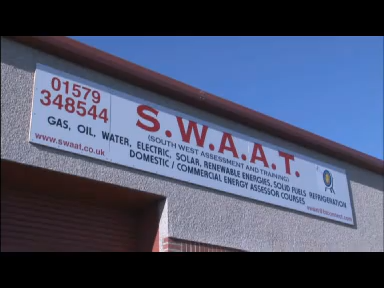 01579
348544
S.W.A.A.T.
(SOUTH WEST ASSESSMENT AND TRAINING)
GAS, OIL, WATER, ELECTRIC, SOLAR, RENEWABLE ENERGIES, SOLID FUELS REFRIGERATION
DOMESTIC / COMMERCIAL ENERGY ASSESSOR COURSES
www.swaat.co.uk